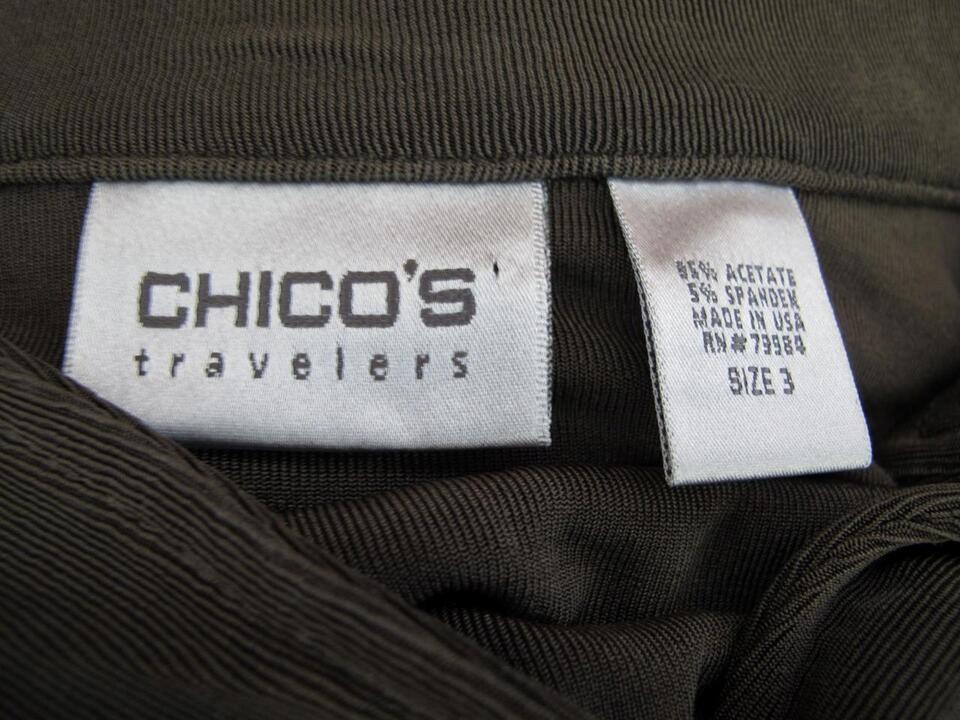 CHICO'S
travelers
95% ACETATE
5% SPANDEX
MADE IN USA
RN#79984
SIZE 3